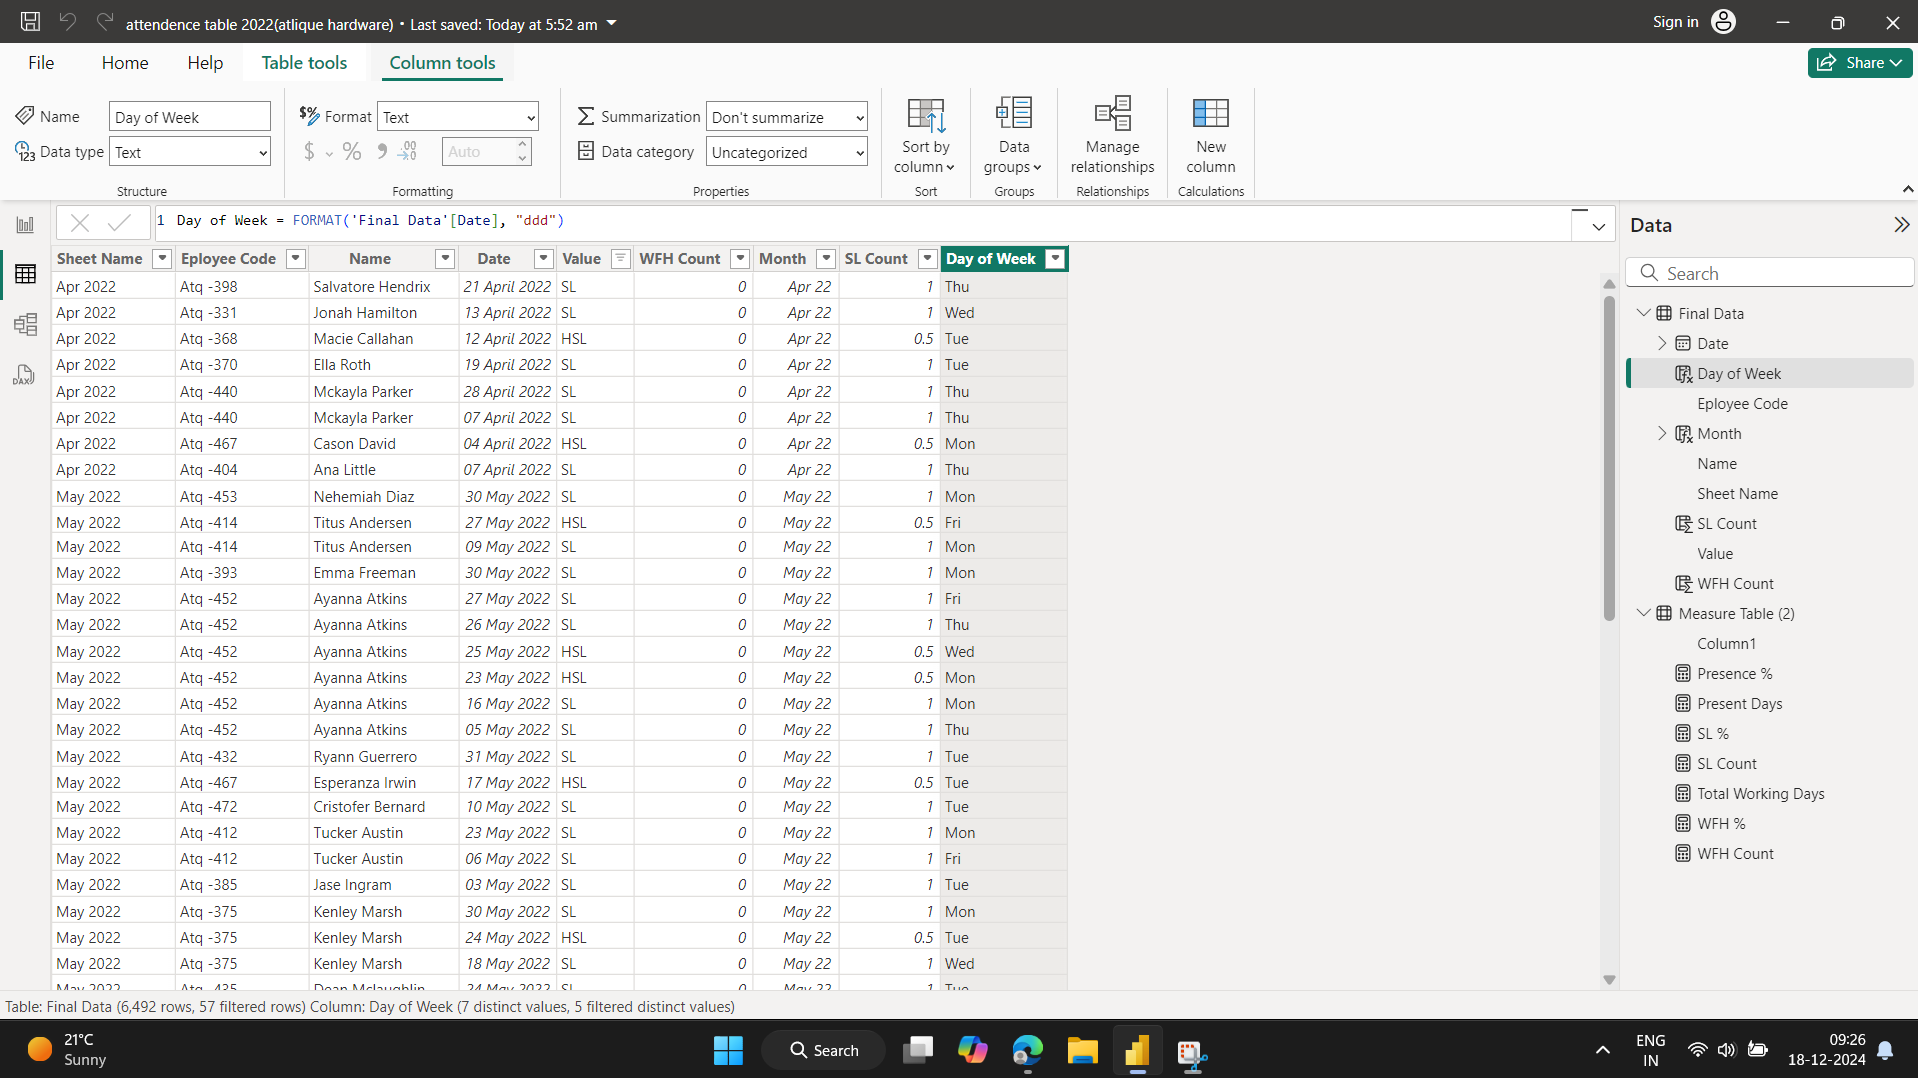 attendence table 2022(atlique hardware) • Last saved: Today at 5:52 am
Sign in
File Home Help Table tools Column tools
Share
Name Day of Week
Data type Text
Structure
Format Text
$ % 9 .00 Auto
Formatting
Summarization Don't summarize
Data category Uncategorized
Properties
Sort by column
Sort
Data groups
Groups
Manage relationships
Relationships
New column
Calculations
1 Day of Week = FORMAT('Final Data'[Date], "ddd")
Sheet Name Eployee Code Name Date Value WFH Count Month SL Count Day of Week
Apr 2022 Atq -398 Salvatore Hendrix 21 April 2022 SL 0 Apr 22 1 Thu
Apr 2022 Atq -331 Jonah Hamilton 13 April 2022 SL 0 Apr 22 1 Wed
Apr 2022 Atq -368 Macie Callahan 12 April 2022 HSL 0 Apr 22 0.5 Tue
Apr 2022 Atq -370 Ella Roth 19 April 2022 SL 0 Apr 22 1 Tue
Apr 2022 Atq -440 Mckayla Parker 28 April 2022 SL 0 Apr 22 1 Thu
Apr 2022 Atq -440 Mckayla Parker 07 April 2022 SL 0 Apr 22 1 Thu
Apr 2022 Atq -467 Cason David 04 April 2022 HSL 0 Apr 22 0.5 Mon
Apr 2022 Atq -404 Ana Little 07 April 2022 SL 0 Apr 22 1 Thu
May 2022 Atq -453 Nehemiah Diaz 30 May 2022 SL 0 May 22 1 Mon
May 2022 Atq -414 Titus Andersen 27 May 2022 HSL 0 May 22 0.5 Fri
May 2022 Atq -414 Titus Andersen 09 May 2022 SL 0 May 22 1 Mon
May 2022 Atq -393 Emma Freeman 30 May 2022 SL 0 May 22 1 Mon
May 2022 Atq -452 Ayanna Atkins 27 May 2022 SL 0 May 22 1 Fri
May 2022 Atq -452 Ayanna Atkins 26 May 2022 SL 0 May 22 1 Thu
May 2022 Atq -452 Ayanna Atkins 25 May 2022 HSL 0 May 22 0.5 Wed
May 2022 Atq -452 Ayanna Atkins 23 May 2022 HSL 0 May 22 0.5 Mon
May 2022 Atq -452 Ayanna Atkins 16 May 2022 SL 0 May 22 1 Mon
May 2022 Atq -452 Ayanna Atkins 05 May 2022 SL 0 May 22 1 Thu
May 2022 Atq -432 Ryann Guerrero 31 May 2022 SL 0 May 22 1 Tue
May 2022 Atq -467 Esperanza Irwin 17 May 2022 HSL 0 May 22 0.5 Tue
May 2022 Atq -472 Cristofer Bernard 10 May 2022 SL 0 May 22 1 Tue
May 2022 Atq -412 Tucker Austin 23 May 2022 SL 0 May 22 1 Mon
May 2022 Atq -412 Tucker Austin 06 May 2022 SL 0 May 22 1 Fri
May 2022 Atq -385 Jase Ingram 03 May 2022 SL 0 May 22 1 Tue
May 2022 Atq -375 Kenley Marsh 30 May 2022 SL 0 May 22 1 Mon
May 2022 Atq -375 Kenley Marsh 24 May 2022 HSL 0 May 22 0.5 Tue
May 2022 Atq -375 Kenley Marsh 18 May 2022 SL 0 May 22 1 Wed
May 2022 Atq -435 Dean Mclaughlin 24 May 2022 SL 0 May 22 1 Tue
Table: Final Data (6,492 rows, 57 filtered rows) Column: Day of Week (7 distinct values, 5 filtered distinct values)
Data
Search
Final Data
Date
Day of Week
Eployee Code
Month
Name
Sheet Name
SL Count
Value
WFH Count
Measure Table (2)
Column1
Presence %
Present Days
SL %
SL Count
Total Working Days
WFH %
WFH Count
DAX
21°C
Sunny
Search
ENG
IN
09:26
18-12-2024